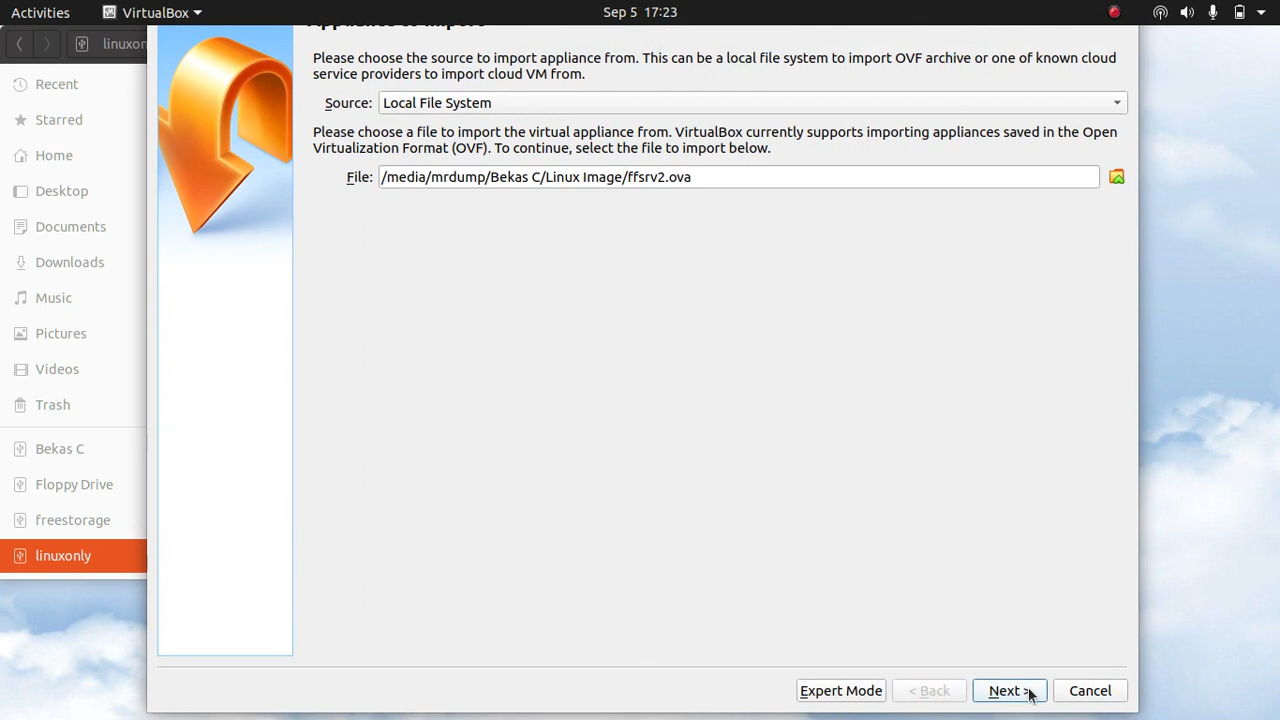 Activities VirtualBox Sep 5 17:23
Appliance to import
linuxon
Recent
Starred
Home
Desktop
Documents
Downloads
Music
Pictures
Videos
Trash
Bekas C
Floppy Drive
freestorage
linuxonly
Please choose the source to import appliance from. This can be a local file system to import OVF archive or one of known cloud
service providers to import cloud VM from.
Source: Local File System
Please choose a file to import the virtual appliance from. VirtualBox currently supports importing appliances saved in the Open
Virtualization Format (OVF). To continue, select the file to import below.
File: /media/mrdump/Bekas C/Linux Image/ffsrv2.ova
Expert Mode < Back Next > Cancel